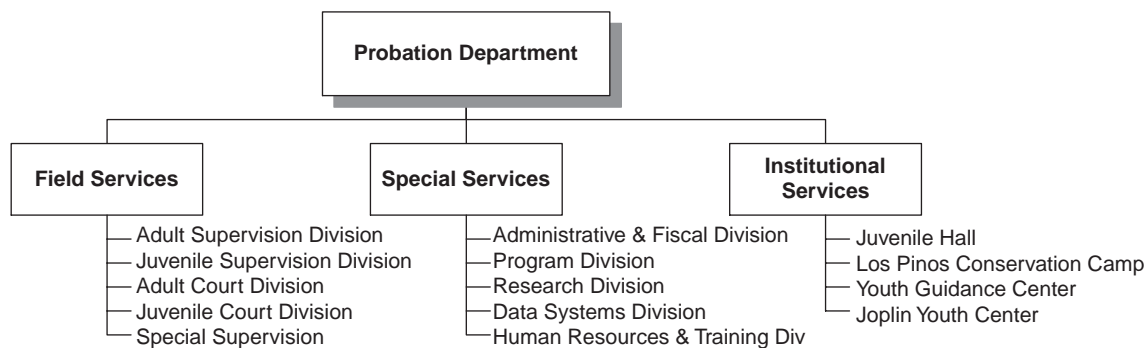 Probation Department
Field Services
Adult Supervision Division
Juvenile Supervision Division
Adult Court Division
Juvenile Court Division
Special Supervision
Special Services
Administrative & Fiscal Division
Program Division
Research Division
Data Systems Division
Human Resources & Training Div
Institutional
Services
Juvenile Hall
Los Pinos Conservation Camp
Youth Guidance Center
Joplin Youth Center